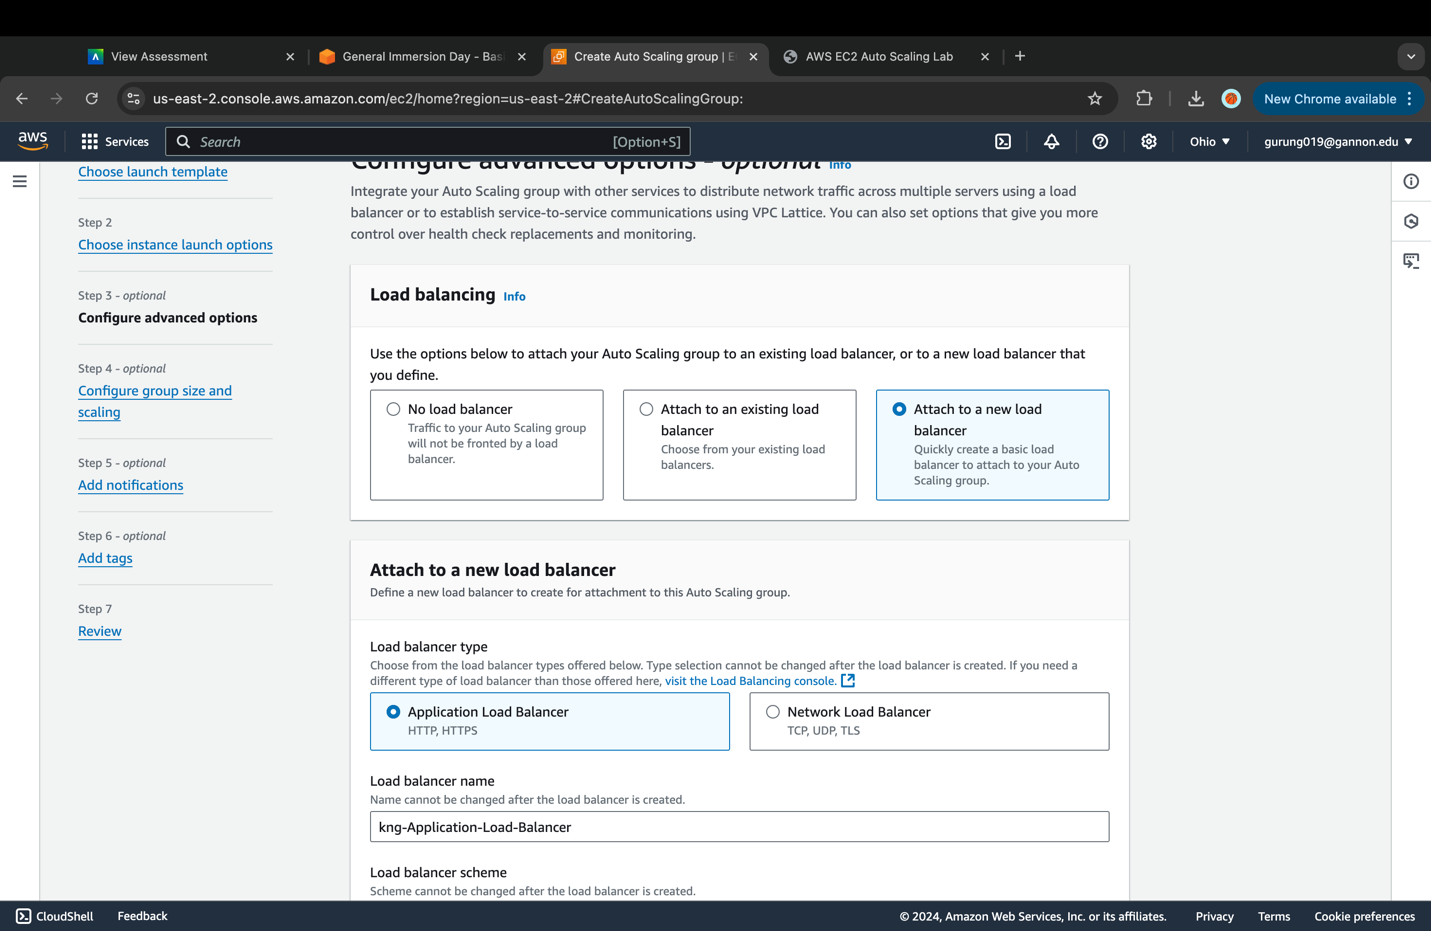 View Assessment
General Immersion Day - Bas
Create Auto Scaling group | E
AWS EC2 Auto Scaling Lab
us-east-2.console.aws.amazon.com/ec2/home?region=us-east-2#CreateAutoScalingGroup:
New Chrome available
aws
Services
Search
[Option+S]
Ohio
gurung019@gannon.edu
Choose launch template
Step 2
Choose instance launch options
Step 3 - optional
Configure advanced options
Step 4 - optional
Configure group size and
scaling
Step 5 - optional
Add notifications
Step 6 - optional
Add tags
Step 7
Review
Configure advanced options - optional Info
Integrate your Auto Scaling group with other services to distribute network traffic across multiple servers using a load
balancer or to establish service-to-service communications using VPC Lattice. You can also set options that give you more
control over health check replacements and monitoring.
Load balancing Info
Use the options below to attach your Auto Scaling group to an existing load balancer, or to a new load balancer that
you define.
No load balancer
Traffic to your Auto Scaling group
will not be fronted by a load
balancer.
Attach to an existing load
balancer
Choose from your existing load
balancers.
Attach to a new load
balancer
Quickly create a basic load
balancer to attach to your Auto
Scaling group.
Attach to a new load balancer
Define a new load balancer to create for attachment to this Auto Scaling group.
Load balancer type
Choose from the load balancer types offered below. Type selection cannot be changed after the load balancer is created. If you need a
different type of load balancer than those offered here, visit the Load Balancing console.
Application Load Balancer
HTTP, HTTPS
Network Load Balancer
TCP, UDP, TLS
Load balancer name
Name cannot be changed after the load balancer is created.
kng-Application-Load-Balancer
Load balancer scheme
Scheme cannot be changed after the load balancer is created.
CloudShell
Feedback
© 2024, Amazon Web Services, Inc. or its affiliates.
Privacy
Terms
Cookie preferences